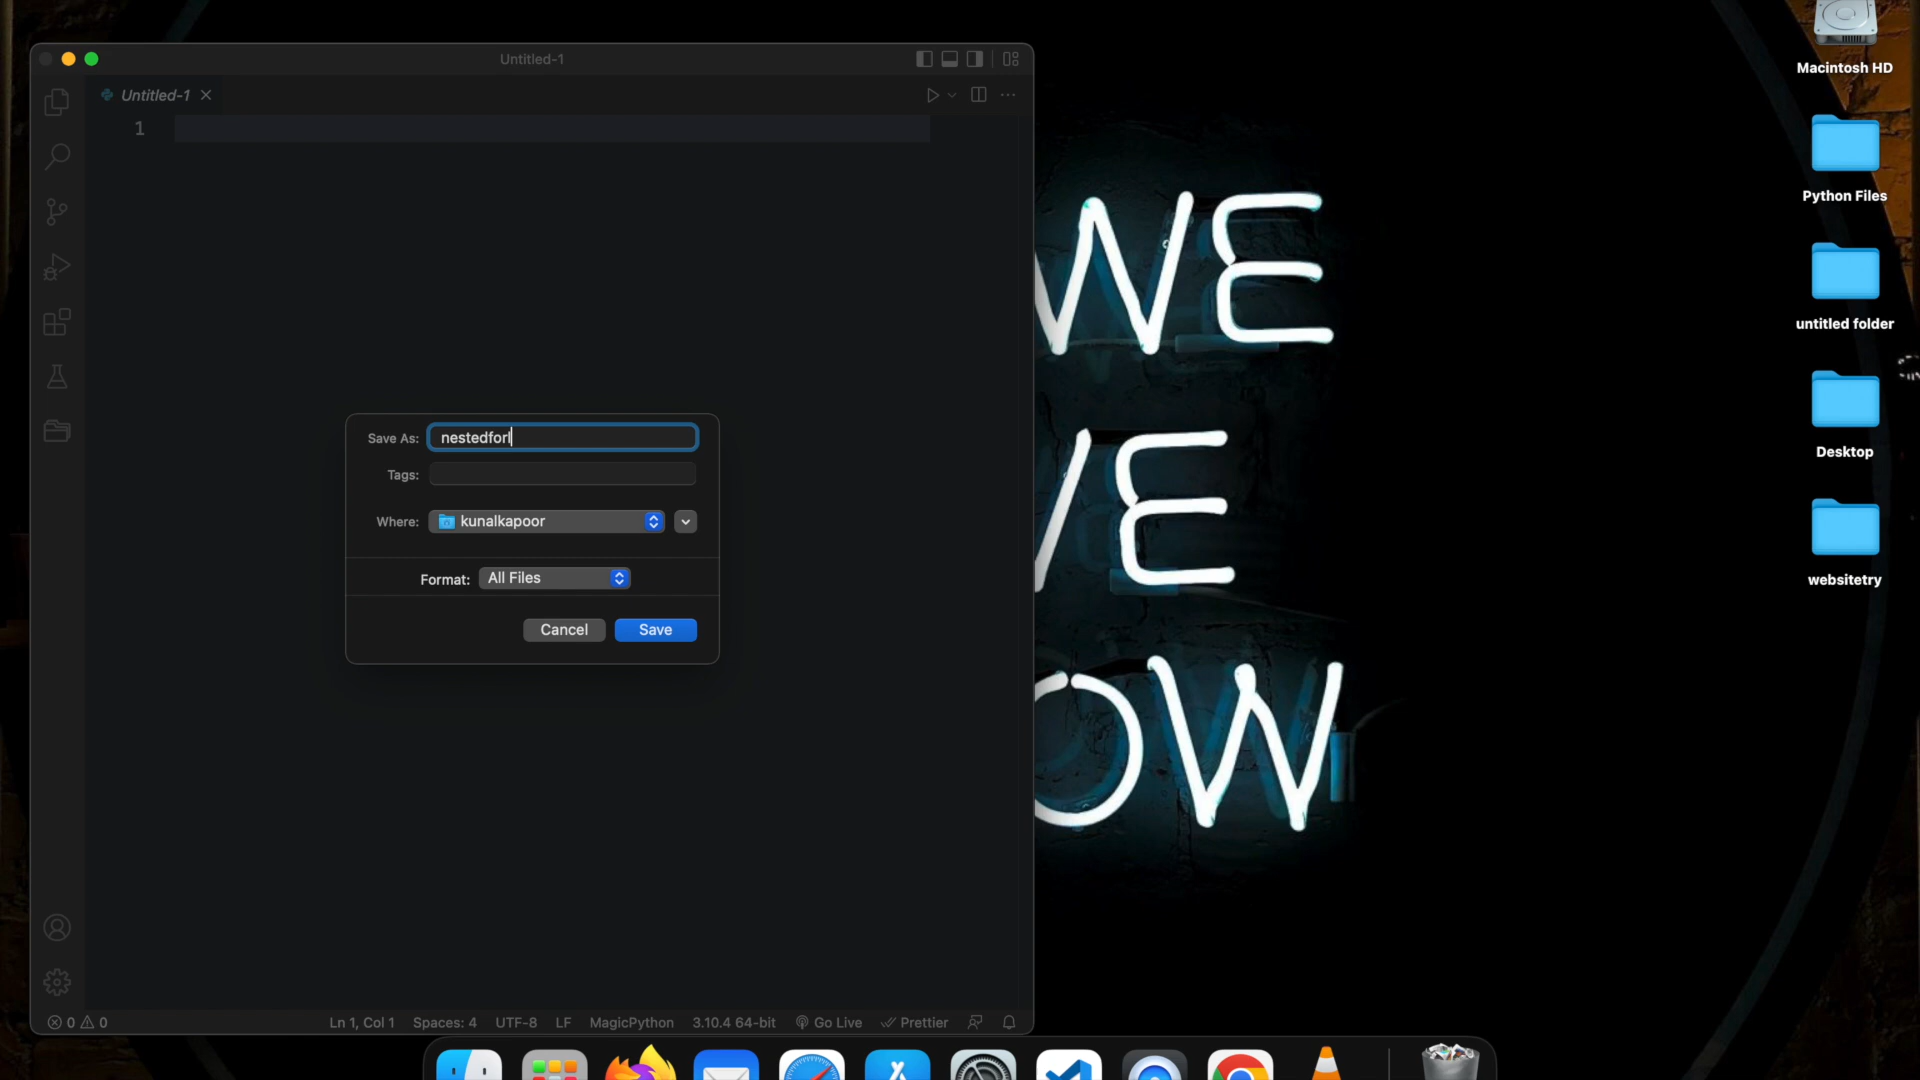 Untitled-1
Untitled-1
1
Save As: nestedforl
Tags:
Where: kunalkapoor
Format: All Files
Cancel Save
0 0 Ln 1, Col 1 Spaces: 4 UTF-8 LF MagicPython 3.10.4 64-bit Go Live Prettier
WE
OW
Macintosh HD
Python Files
untitled folder
Desktop
websitetry